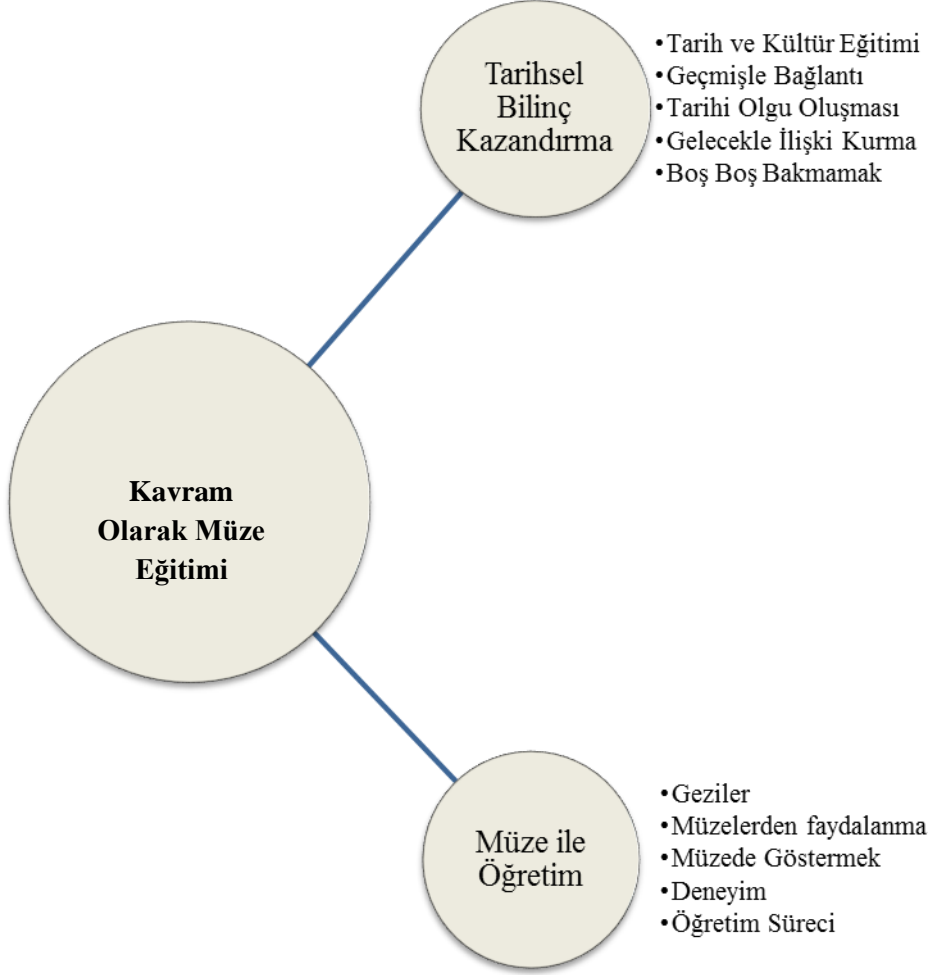 Tarihsel
Bilinç
Kazandırma
•Tarih ve Kültür Eğitimi
•Geçmişle Bağlantı
•Tarihi Olgu Oluşması
•Gelecekle İlişki Kurma
•Boş Boş Bakmamak
Kavram
Olarak Müze
Eğitimi
Müze ile
Öğretim
•Geziler
•Müzelerden faydalanma
•Müzede Göstermek
•Deneyim
•Öğretim Süreci